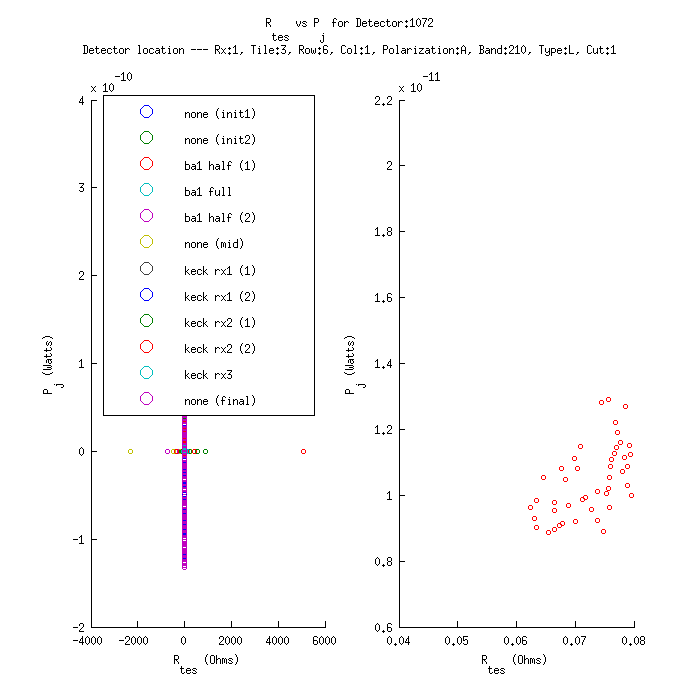 R    vs P  for Detector:1072
tes    j
Detector location --- Rx:1, Tile:3, Row:6, Col:1, Polarization:A, Band:210, Type:L, Cut:1
x 10^-10
4
3
2
1
0
-1
-2
-4000 -2000 0 2000 4000 6000
P_j (Watts)
R_tes (Ohms)
none (init1)
none (init2)
ba1 half (1)
ba1 full
ba1 half (2)
none (mid)
keck rx1 (1)
keck rx1 (2)
keck rx2 (1)
keck rx2 (2)
keck rx3
none (final)
x 10^-11
2.2
2
1.8
1.6
1.4
1.2
1
0.8
0.6
0.04 0.05 0.06 0.07 0.08
P_j (Watts)
R_tes (Ohms)